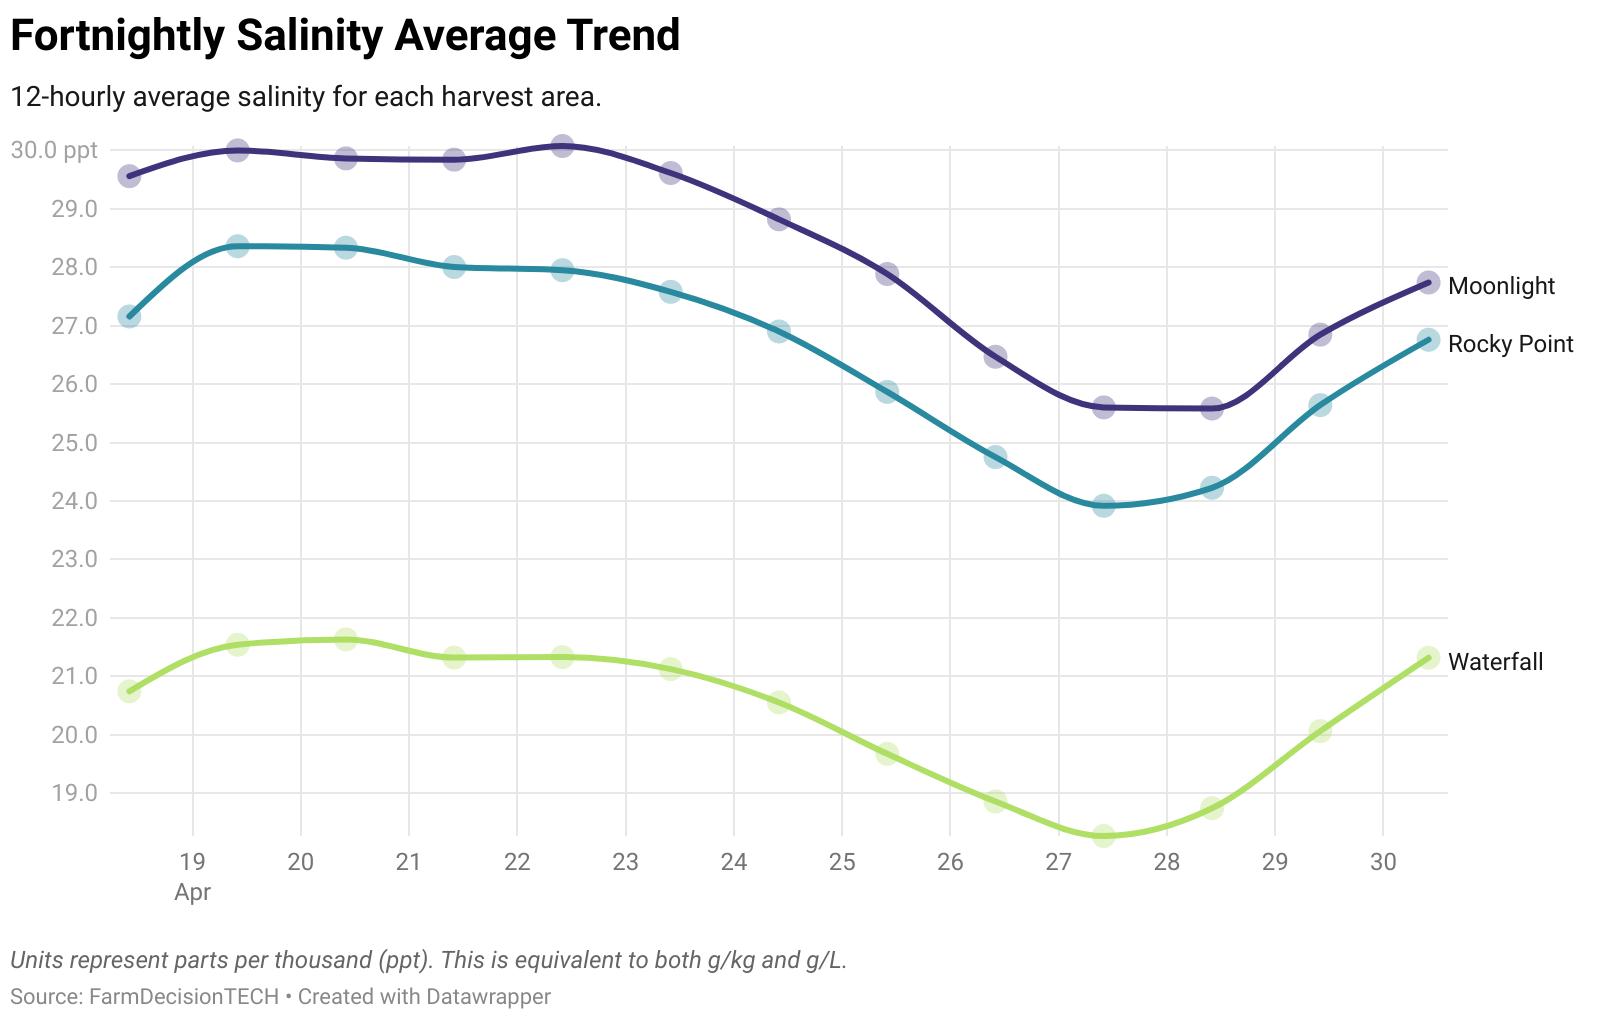 Fortnightly Salinity Average Trend
12-hourly average salinity for each harvest area.
30.0 ppt
29.0
28.0
27.0
26.0
25.0
24.0
23.0
22.0
21.0
20.0
19.0
Moonlight
Rocky Point
Waterfall
19 20 21 22 23 24 25 26 27 28 29 30
Apr
Units represent parts per thousand (ppt). This is equivalent to both g/kg and g/L.
Source: FarmDecisionTECH • Created with Datawrapper